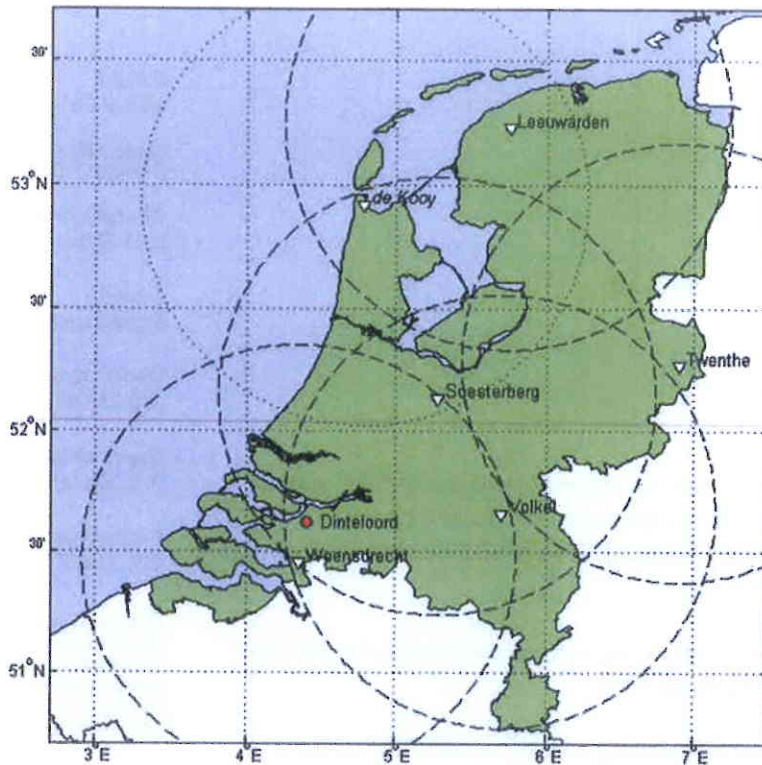 30'
Leeuwarden
53°N
de Kooy
30'
Twenthe
Soesterberg
52°N
Volkel
Dinteloord
30'
Woensdrecht
51°N
3°E
4°E
5°E
6°E
7°E